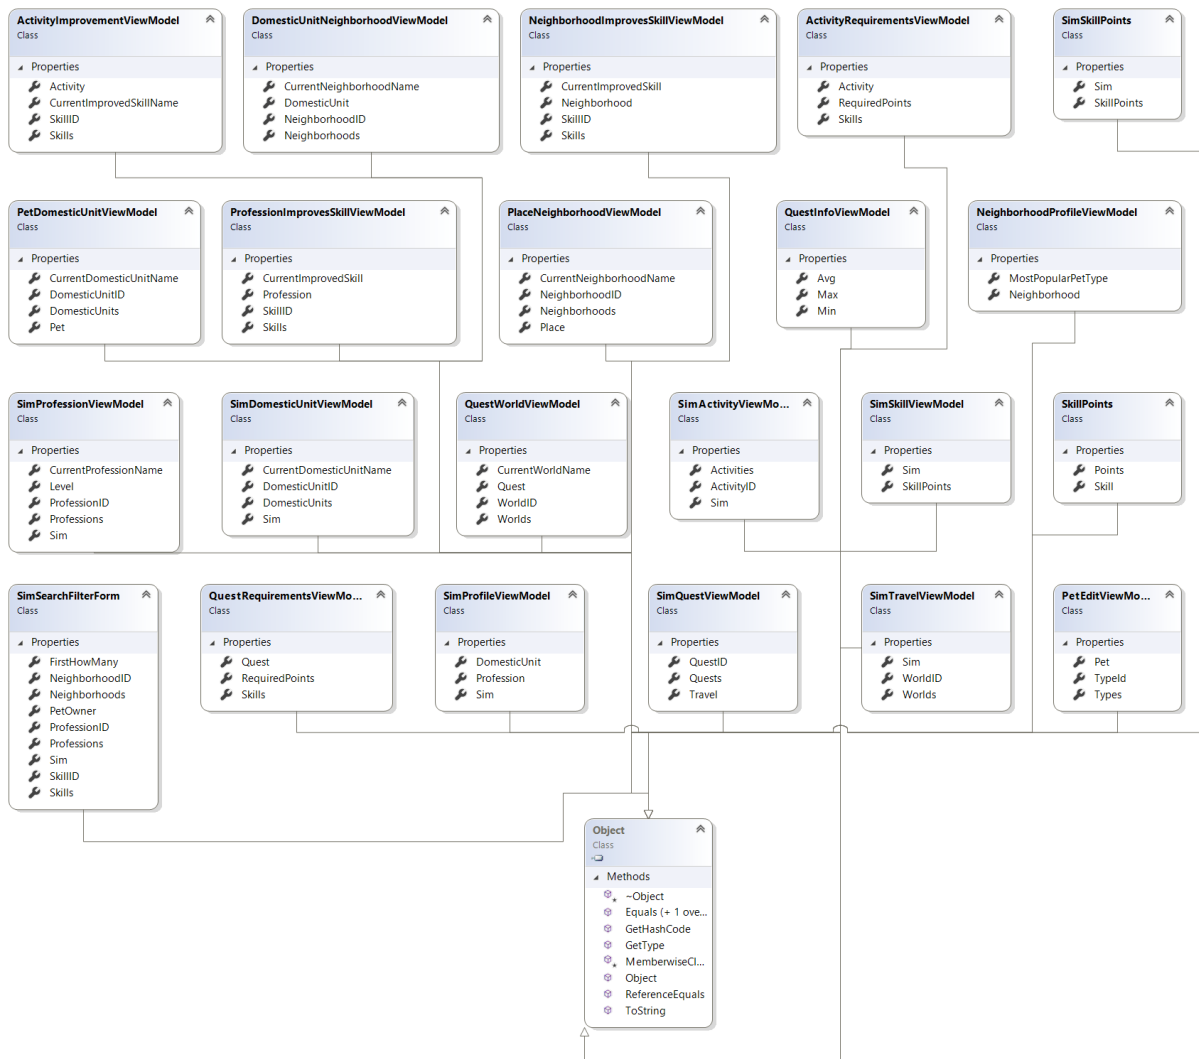 ActivityImprovementViewModel
Class
Properties
Activity
CurrentImprovedSkillName
SkillID
Skills
DomesticUnitNeighborhoodViewModel
Class
Properties
CurrentNeighborhoodName
DomesticUnit
NeighborhoodID
Neighborhoods
NeighborhoodImprovesSkillViewModel
Class
Properties
CurrentImprovedSkill
Neighborhood
SkillID
Skills
ActivityRequirementsViewModel
Class
Properties
Activity
RequiredPoints
Skills
SimSkillPoints
Class
Properties
Sim
SkillPoints
PetDomesticUnitViewModel
Class
Properties
CurrentDomesticUnitName
DomesticUnitID
DomesticUnits
Pet
ProfessionImprovesSkillViewModel
Class
Properties
CurrentImprovedSkill
Profession
SkillID
Skills
PlaceNeighborhoodViewModel
Class
Properties
CurrentNeighborhoodName
NeighborhoodID
Neighborhoods
Place
QuestInfoViewModel
Class
Properties
Avg
Max
Min
NeighborhoodProfileViewModel
Class
Properties
MostPopularPetType
Neighborhood
SimProfessionViewModel
Class
Properties
CurrentProfessionName
Level
ProfessionID
Professions
Sim
SimDomesticUnitViewModel
Class
Properties
CurrentDomesticUnitName
DomesticUnitID
DomesticUnits
Sim
QuestWorldViewModel
Class
Properties
CurrentWorldName
Quest
WorldID
Worlds
SimActivityViewMo...
Class
Properties
Activities
ActivityID
Sim
SimSkillViewModel
Class
Properties
Sim
SkillPoints
SkillPoints
Class
Properties
Points
Skill
SimSearchFilterForm
Class
Properties
FirstHowMany
NeighborhoodID
Neighborhoods
PetOwner
ProfessionID
Professions
Sim
SkillID
Skills
QuestRequirementsViewMo...
Class
Properties
Quest
RequiredPoints
Skills
SimProfileViewModel
Class
Properties
DomesticUnit
Profession
Sim
SimQuestViewModel
Class
Properties
QuestID
Quests
Travel
SimTravelViewModel
Class
Properties
Sim
WorldID
Worlds
PetEditViewMo...
Class
Properties
Pet
TypeId
Types
Object
Class
Methods
~Object
Equals (+ 1 ove...
GetHashCode
GetType
MemberwiseCl...
Object
ReferenceEquals
ToString